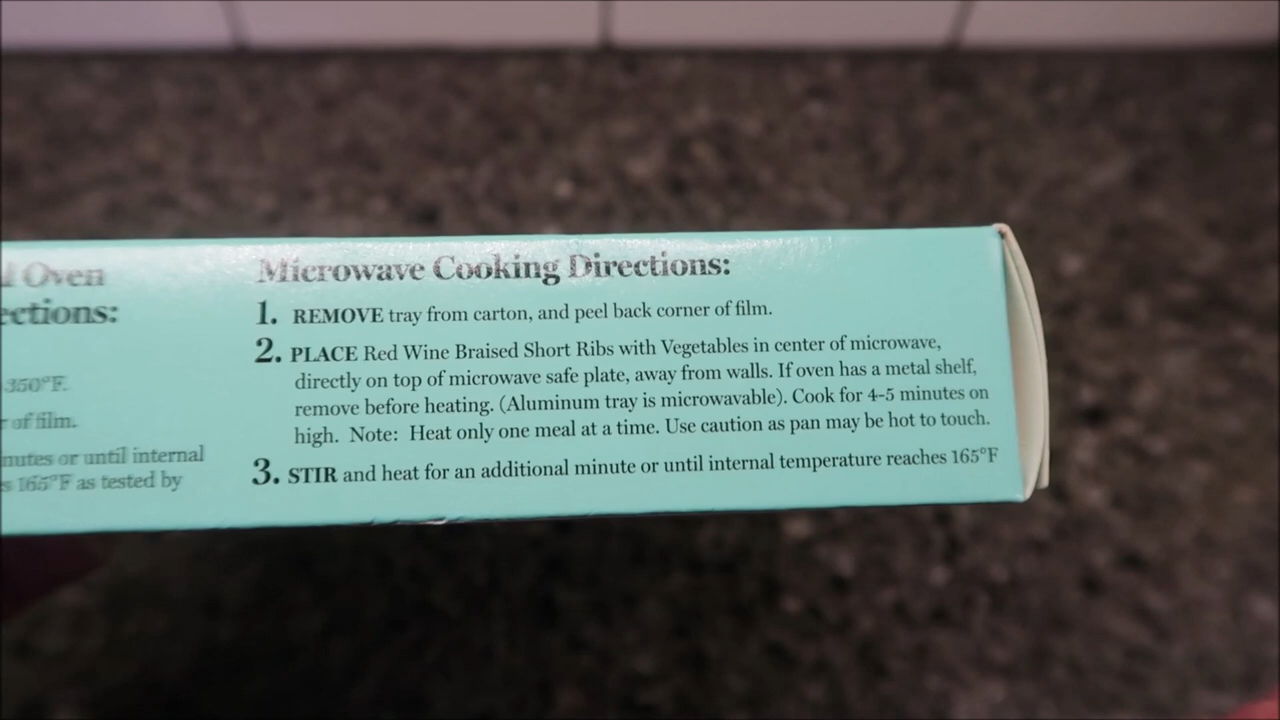 Oven
ections:
350°F.
of film.
nutes or until internal
165°F as tested by
Microwave Cooking Directions:
1. REMOVE tray from carton, and peel back corner of film.
2. PLACE Red Wine Braised Short Ribs with Vegetables in center of microwave,
directly on top of microwave safe plate, away from walls. If oven has a metal shelf,
remove before heating. (Aluminum tray is microwavable). Cook for 4-5 minutes on
high. Note: Heat only one meal at a time. Use caution as pan may be hot to touch.
3. STIR and heat for an additional minute or until internal temperature reaches 165°F